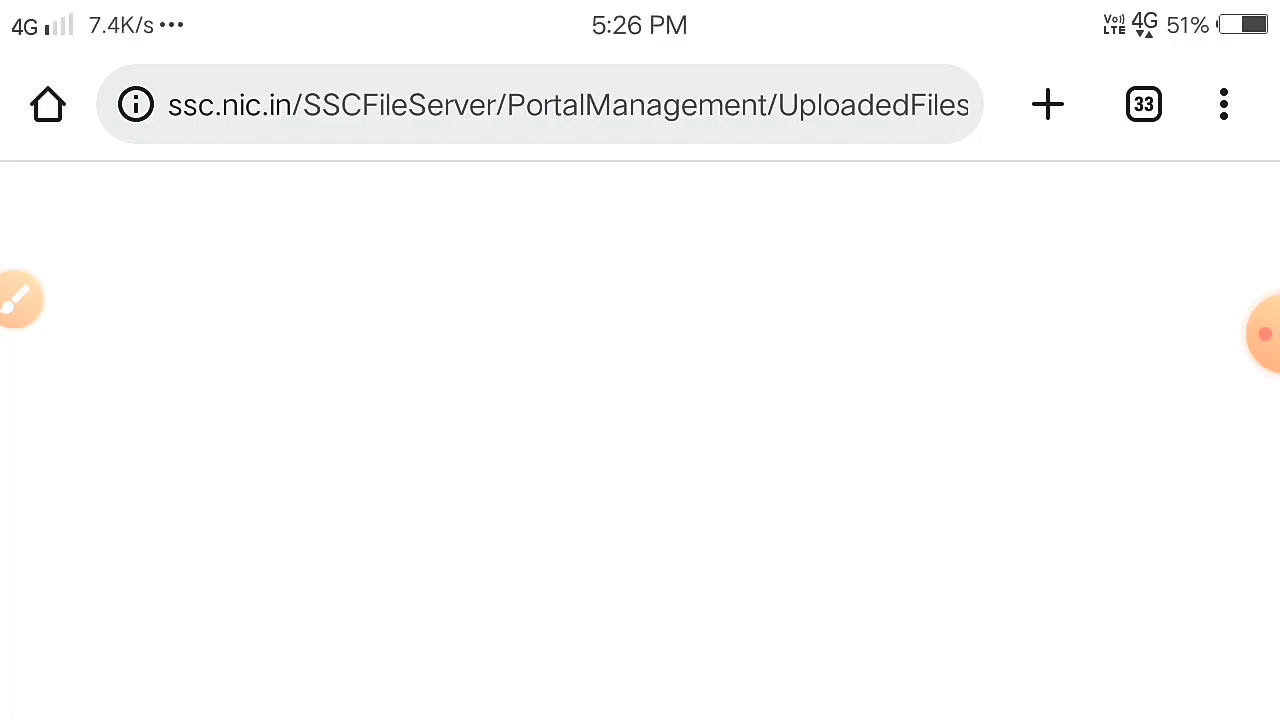 4G 7.4K/s ... 5:26 PM Vo)) LTE 4G 51%
ssc.nic.in/SSCFileServer/PortalManagement/UploadedFiles 33